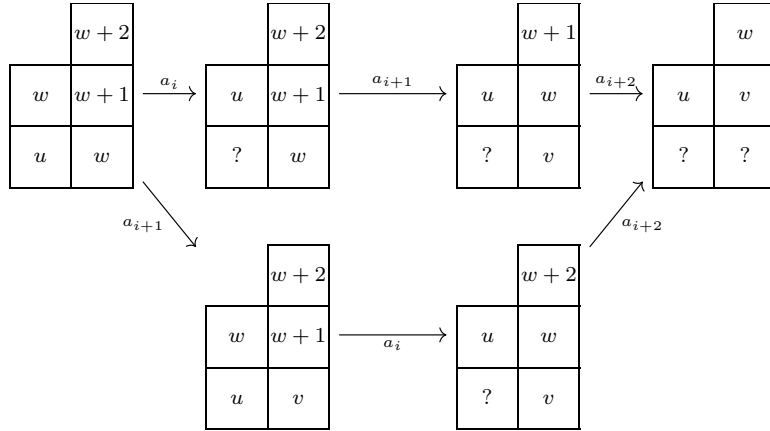 w + 2 w + 2 w + 1 w
w w + 1 a_i u w + 1 a_{i+1} u w a_{i+2} u v
u w ? w ? v ? ?
a_{i+1} a_{i+2}
w + 2 w + 2
w w + 1 a_i u w
u v ? v